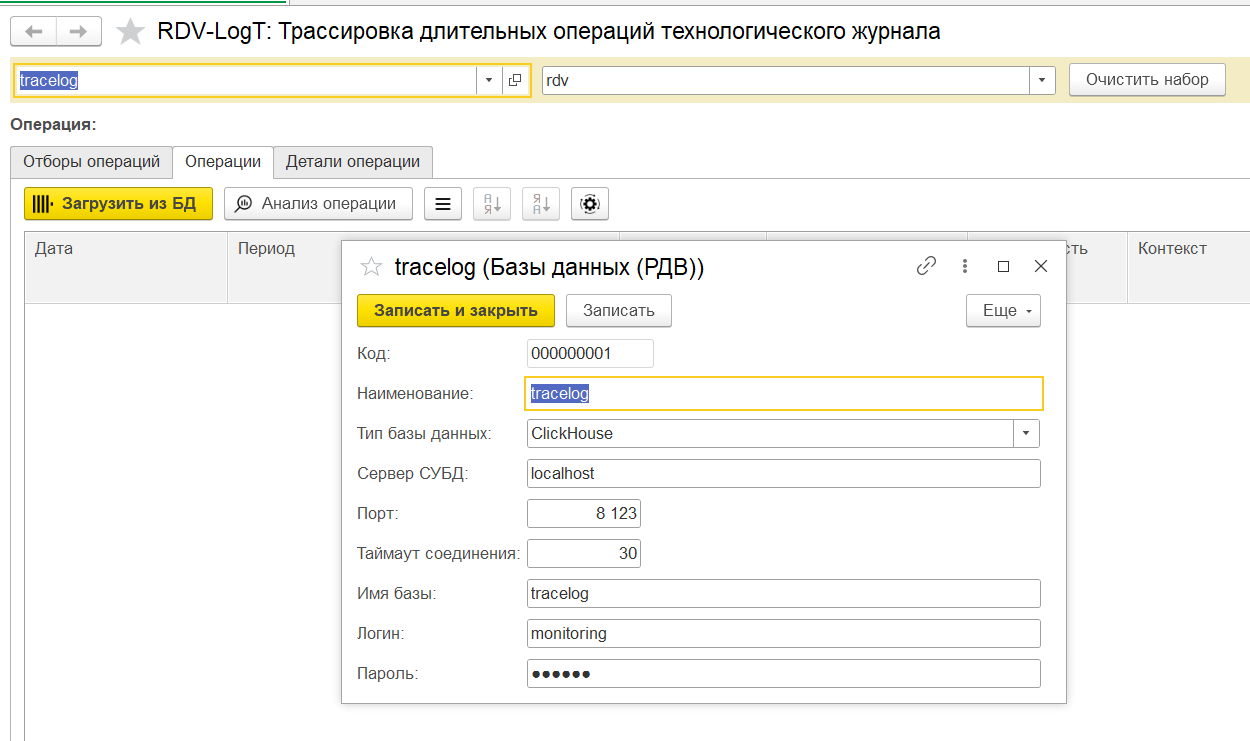 RDV-LogT: Трассировка длительных операций технологического журнала
tracelog rdv Очистить набор
Операция:
Отборы операций Операции Детали операции
Загрузить из БД Анализ операции
Дата Период сть Контекст
tracelog (Базы данных (РДВ))
Записать и закрыть Записать Еще
Код: 000000001
Наименование: tracelog
Тип базы данных: ClickHouse
Сервер СУБД: localhost
Порт: 8 123
Таймаут соединения: 30
Имя базы: tracelog
Логин: monitoring
Пароль: ●●●●●●